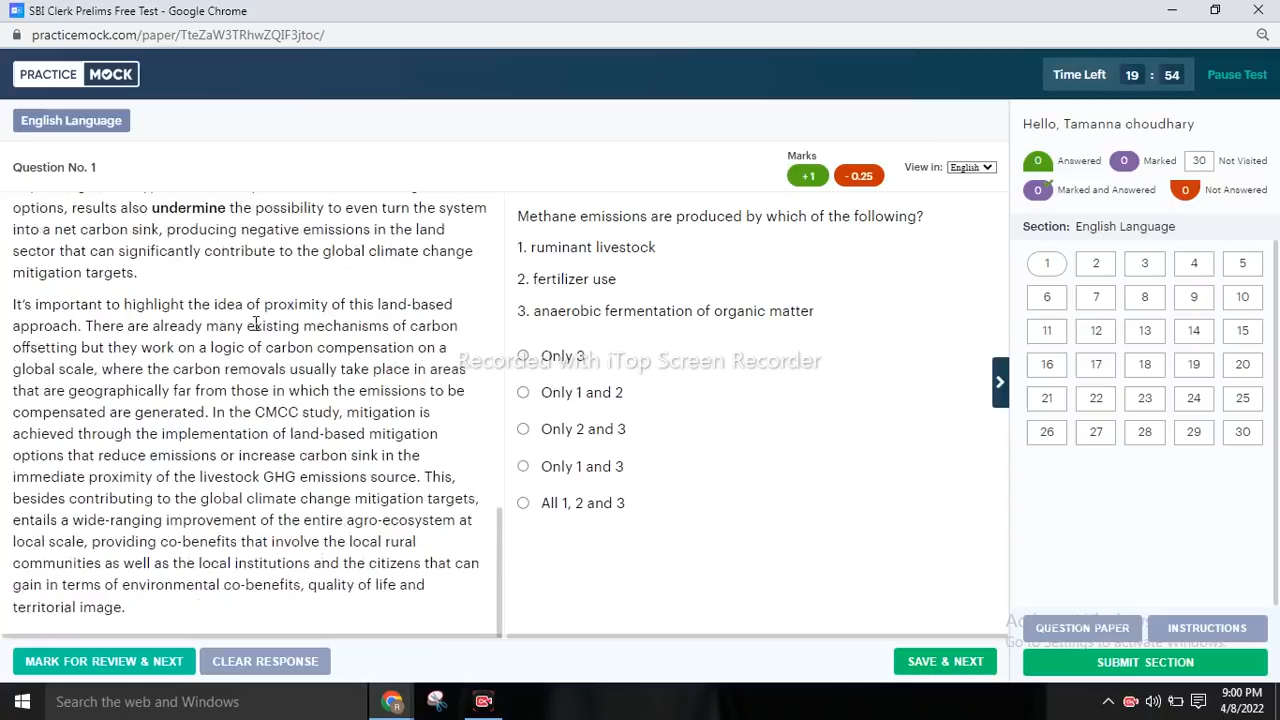 SBI Clerk Prelims Free Test - Google Chrome
practicemock.com/paper/TteZaW3TRhwZQIF3jtoc/
PRACTICE MOCK
Time Left 19 : 54 Pause Test
English Language
Hello, Tamanna choudhary
Question No. 1
Marks
+ 1 - 0.25
View in: English
0 Answered 0 Marked 30 Not Visited
0 Marked and Answered 0 Not Answered
Section: English Language
options, results also undermine the possibility to even turn the system
into a net carbon sink, producing negative emissions in the land
sector that can significantly contribute to the global climate change
mitigation targets.
It's important to highlight the idea of proximity of this land-based
approach. There are already many existing mechanisms of carbon
offsetting but they work on a logic of carbon compensation on a
global scale, where the carbon removals usually take place in areas
that are geographically far from those in which the emissions to be
compensated are generated. In the CMCC study, mitigation is
achieved through the implementation of land-based mitigation
options that reduce emissions or increase carbon sink in the
immediate proximity of the livestock GHG emissions source. This,
besides contributing to the global climate change mitigation targets,
entails a wide-ranging improvement of the entire agro-ecosystem at
local scale, providing co-benefits that involve the local rural
communities as well as the local institutions and the citizens that can
gain in terms of environmental co-benefits, quality of life and
territorial image.
Methane emissions are produced by which of the following?
1. ruminant livestock
2. fertilizer use
3. anaerobic fermentation of organic matter
Only 3
Only 1 and 2
Only 2 and 3
Only 1 and 3
All 1, 2 and 3
Recorded with iTop Screen Recorder
1 2 3 4 5
6 7 8 9 10
11 12 13 14 15
16 17 18 19 20
21 22 23 24 25
26 27 28 29 30
Go to Settings to activate Windows.
QUESTION PAPER INSTRUCTIONS
MARK FOR REVIEW & NEXT CLEAR RESPONSE SAVE & NEXT
SUBMIT SECTION
Search the web and Windows
9:00 PM
4/8/2022